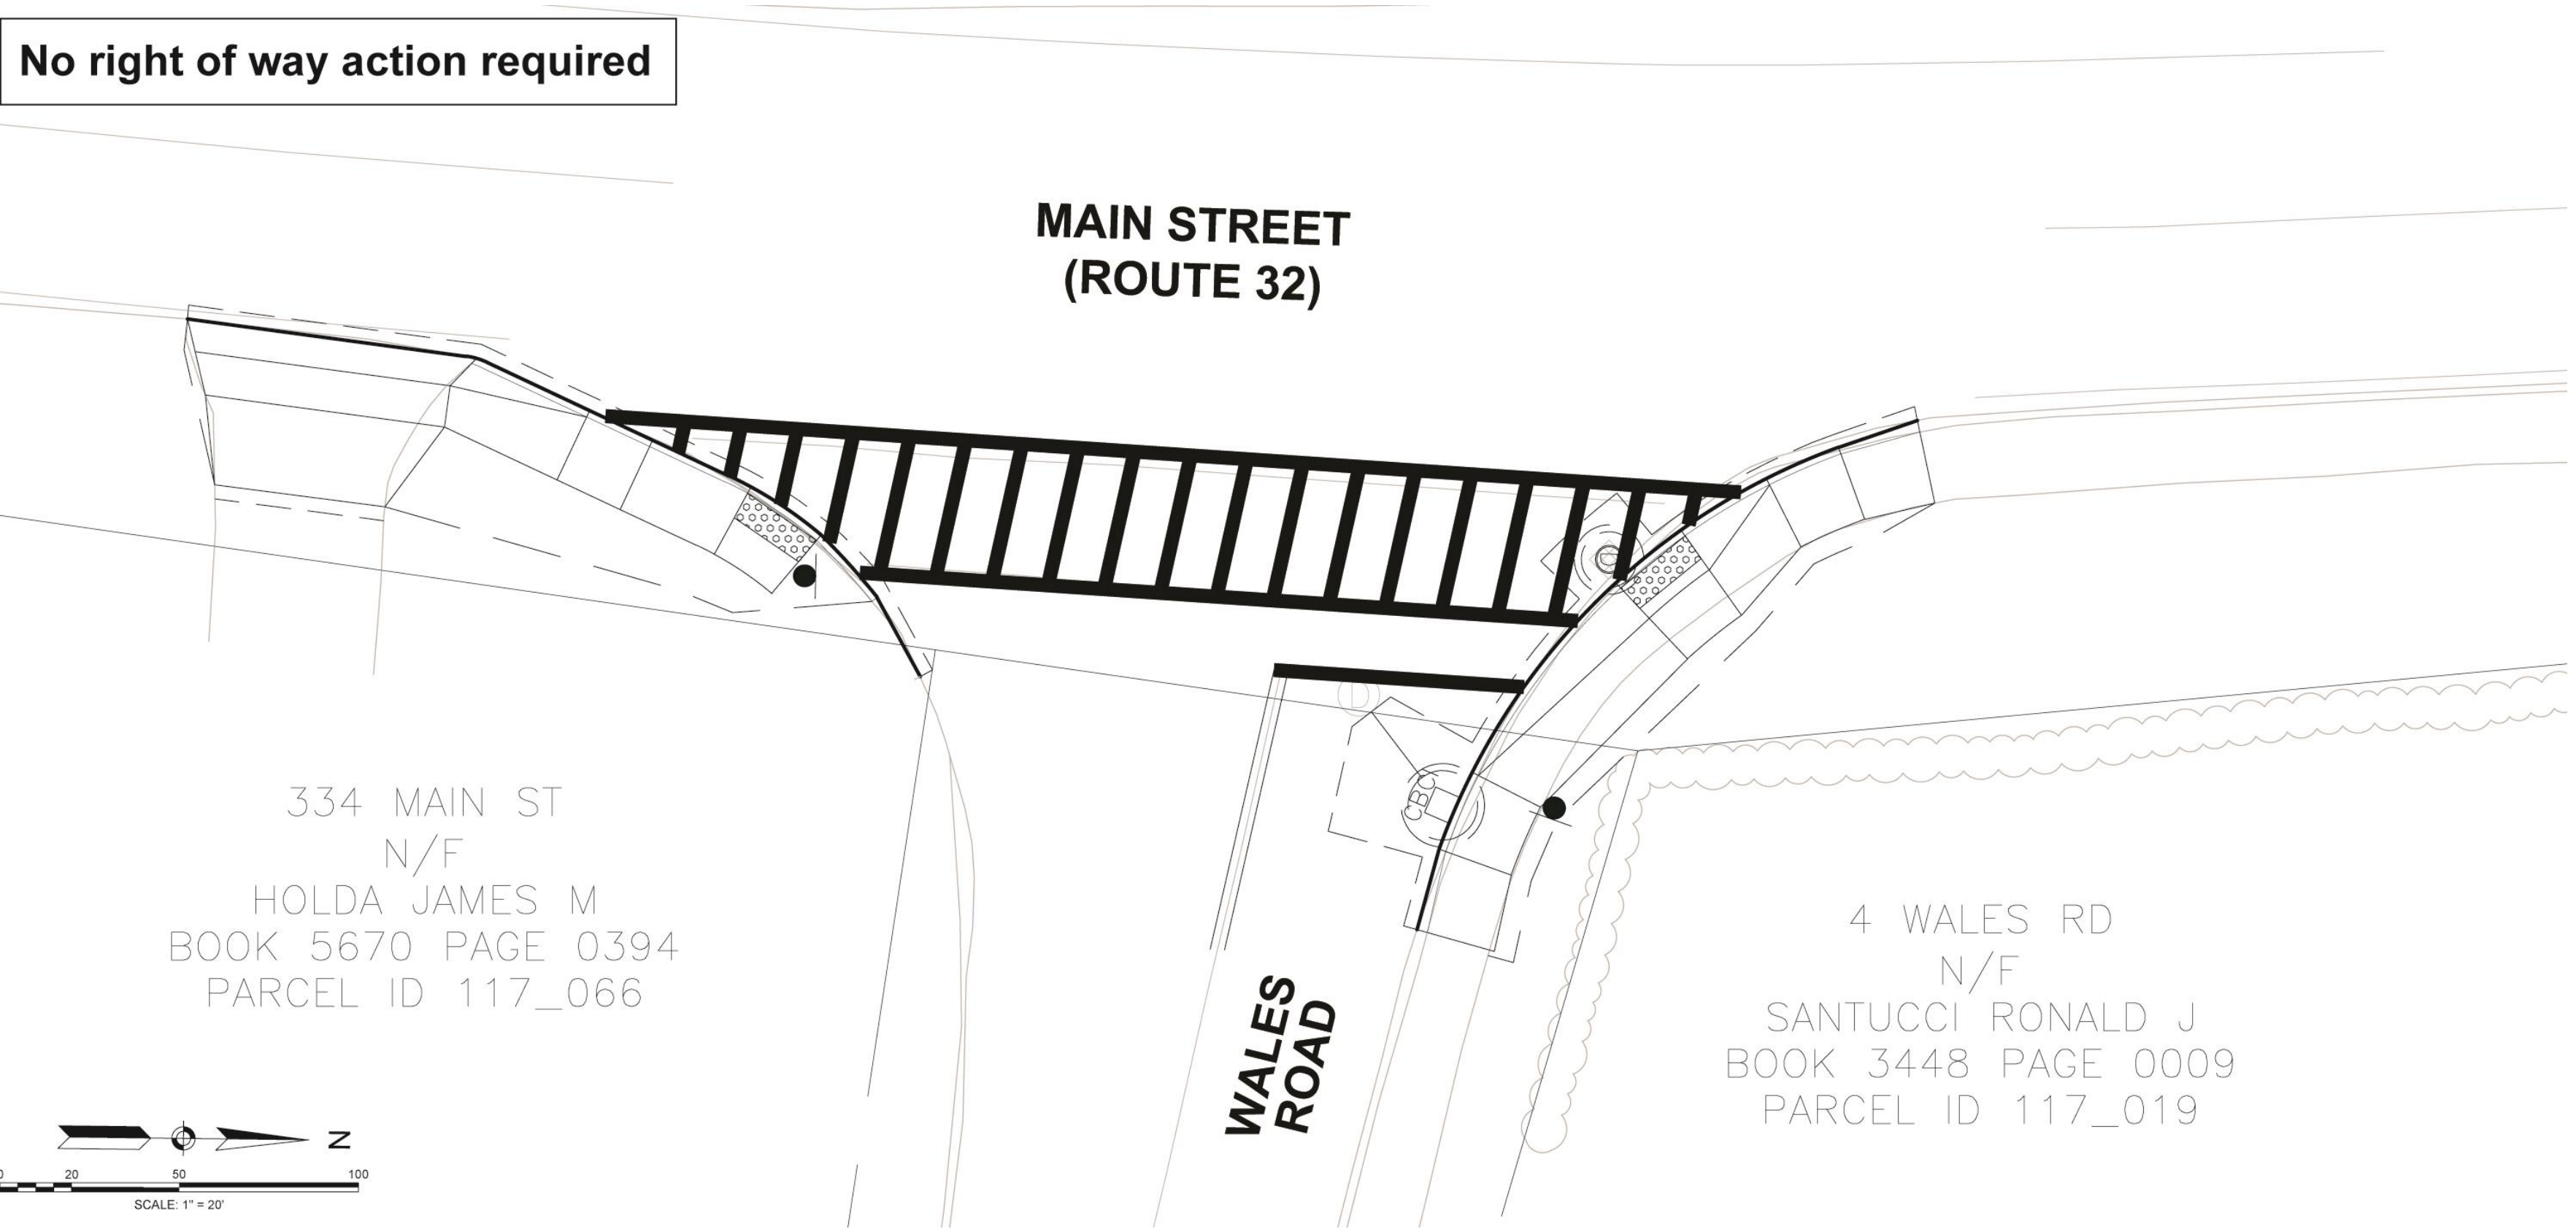 No right of way action required
MAIN STREET
(ROUTE 32)
D
D
CBCI
334 MAIN ST
N/F
HOLDA JAMES M
BOOK 5670 PAGE 0394
PARCEL ID 117_066
4 WALES RD
N/F
SANTUCCI RONALD J
BOOK 3448 PAGE 0009
PARCEL ID 117_019
WALES
ROAD
N
0 20 50 100
SCALE: 1" = 20'